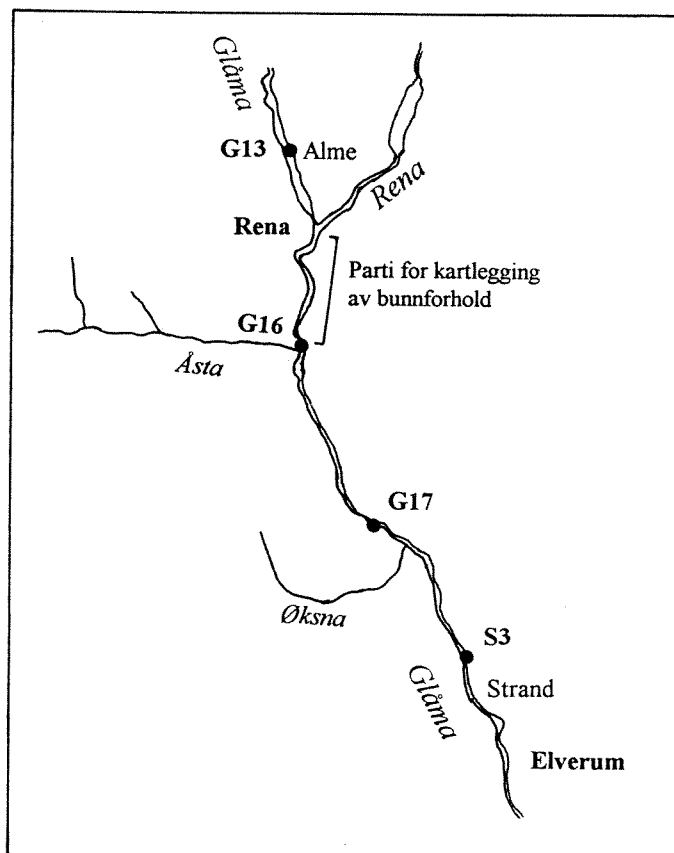 Glåma
G13
Alme
Rena
Rena
Parti for kartlegging
av bunnforhold
G16
Åsta
G17
Øksna
S3
Glåma
Strand
Elverum